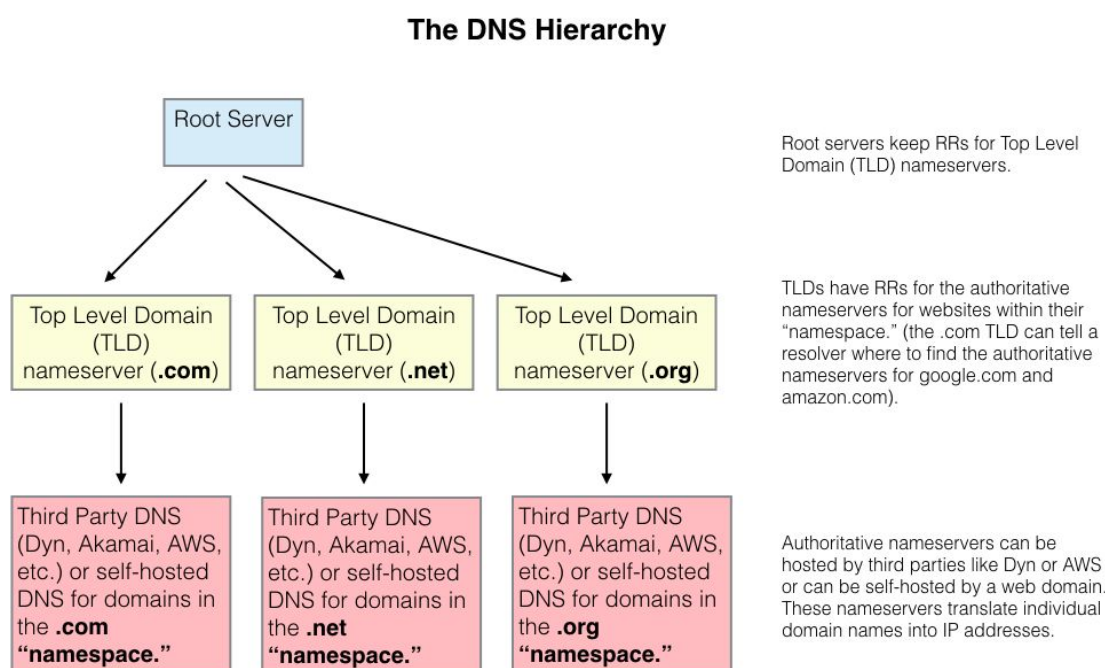 The DNS Hierarchy
Root Server
Root servers keep RRs for Top Level
Domain (TLD) nameservers.
Top Level Domain
(TLD)
nameserver (.com)
Top Level Domain
(TLD)
nameserver (.net)
Top Level Domain
(TLD)
nameserver (.org)
TLDs have RRs for the authoritative
nameservers for websites within their
“namespace.” (the .com TLD can tell a
resolver where to find the authoritative
nameservers for google.com and
amazon.com).
Third Party DNS
(Dyn, Akamai, AWS,
etc.) or self-hosted
DNS for domains in
the .com
“namespace.”
Third Party DNS
(Dyn, Akamai, AWS,
etc.) or self-hosted
DNS for domains in
the .net
“namespace.”
Third Party DNS
(Dyn, Akamai, AWS,
etc.) or self-hosted
DNS for domains in
the .org
“namespace.”
Authoritative nameservers can be
hosted by third parties like Dyn or AWS
or can be self-hosted by a web domain.
These nameservers translate individual
domain names into IP addresses.